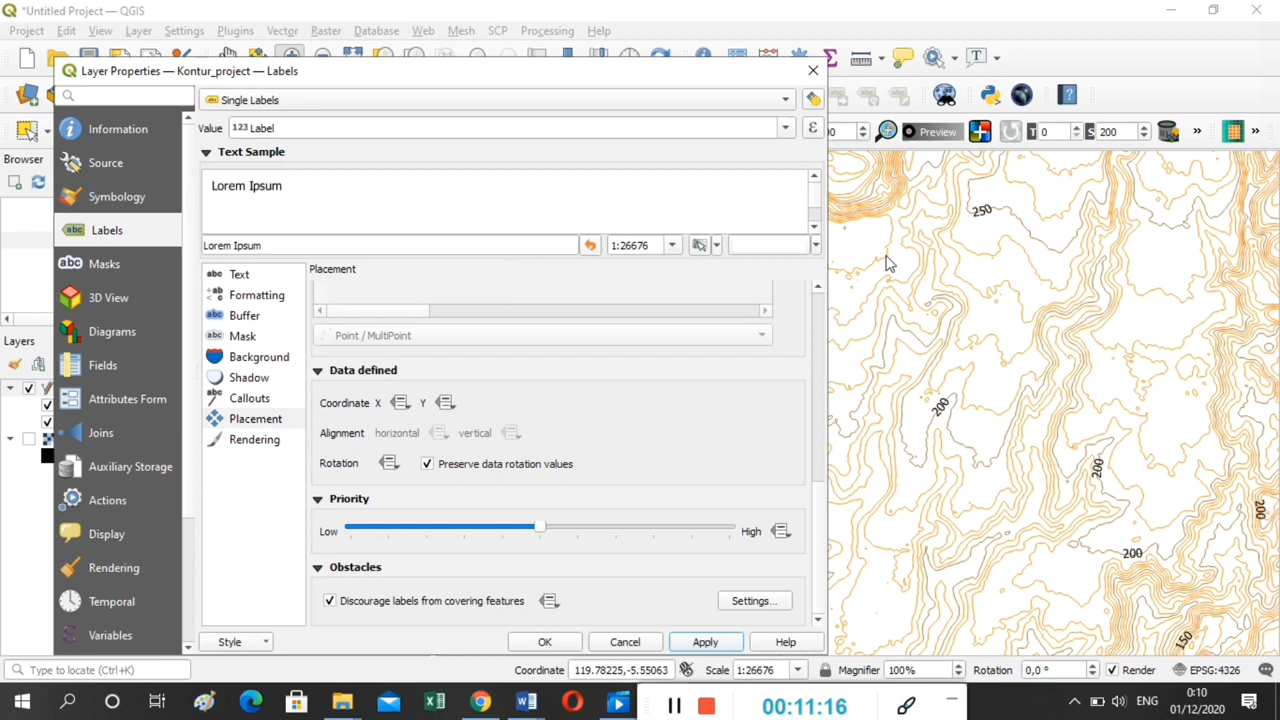 *Untitled Project — QGIS
Project Edit View Layer Settings Plugins Vector Raster Database Web Mesh SCP Processing Help
Layer Properties — Kontur_project — Labels
Single Labels
Value 123 Label
Text Sample
Lorem Ipsum
Lorem Ipsum 1:26676
Information
Source
Symbology
abc Labels
abc Masks
3D View
Diagrams
Fields
Attributes Form
Joins
Auxiliary Storage
Actions
Display
Rendering
Temporal
Variables
abc Text
Formatting
abc Buffer
abc Mask
Background
Shadow
abc Callouts
Placement
Rendering
Placement
Point / MultiPoint
Data defined
Coordinate X Y
Alignment horizontal vertical
Rotation Preserve data rotation values
Priority
Low High
Obstacles
Discourage labels from covering features Settings...
Style OK Cancel Apply Help
Browser
Layers
Preview T 0 S 200
250
200
200
200
200
150
Type to locate (Ctrl+K) Coordinate 119.78225,-5.55063 Scale 1:26676 Magnifier 100% Rotation 0,0 ° Render EPSG:4326
00:11:16
ENG
0:10
01/12/2020